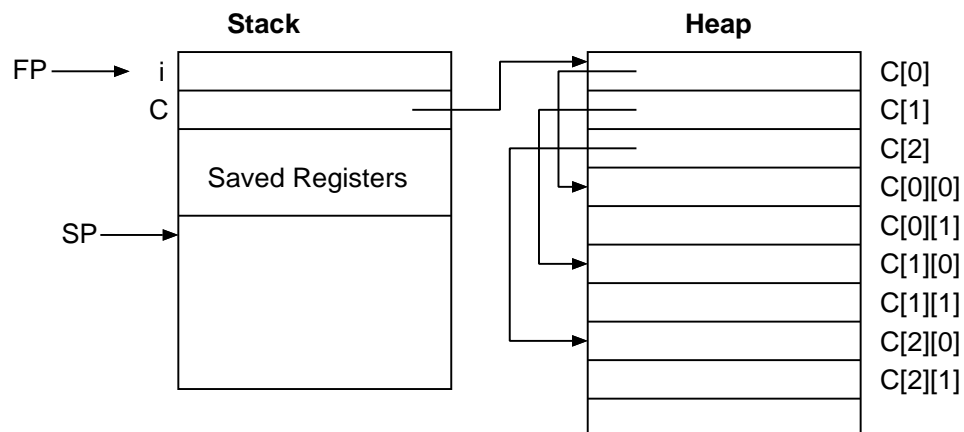 Stack
Heap
FP
i
C
Saved Registers
SP
C[0]
C[1]
C[2]
C[0][0]
C[0][1]
C[1][0]
C[1][1]
C[2][0]
C[2][1]